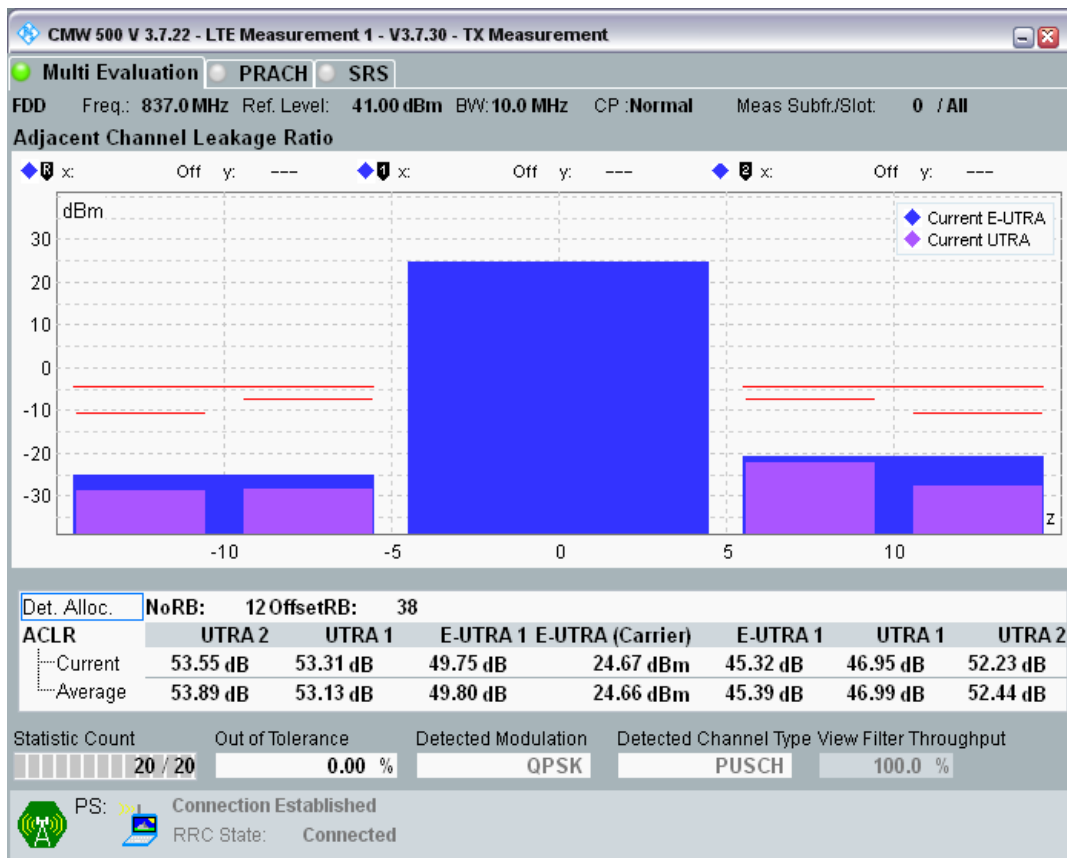 CMW 500 V 3.7.22 - LTE Measurement 1 - V3.7.30 - TX Measurement
Multi Evaluation PRACH SRS
FDD Freq.: 837.0 MHz Ref. Level: 41.00 dBm BW: 10.0 MHz CP :Normal Meas Subfr./Slot: 0 / All
Adjacent Channel Leakage Ratio
R x: Off y: --- 1 x: Off y: --- 2 x: Off y: ---
dBm
Current E-UTRA
Current UTRA
30
20
10
0
-10
-20
-30
z
-10 -5 0 5 10
Det. Alloc. NoRB: 12 OffsetRB: 38
ACLR UTRA 2 UTRA 1 E-UTRA 1 E-UTRA (Carrier) E-UTRA 1 UTRA 1 UTRA 2
Current 53.55 dB 53.31 dB 49.75 dB 24.67 dBm 45.32 dB 46.95 dB 52.23 dB
Average 53.89 dB 53.13 dB 49.80 dB 24.66 dBm 45.39 dB 46.99 dB 52.44 dB
Statistic Count Out of Tolerance Detected Modulation Detected Channel Type View Filter Throughput
20 / 20 0.00 % QPSK PUSCH 100.0 %
PS: Connection Established
RRC State: Connected